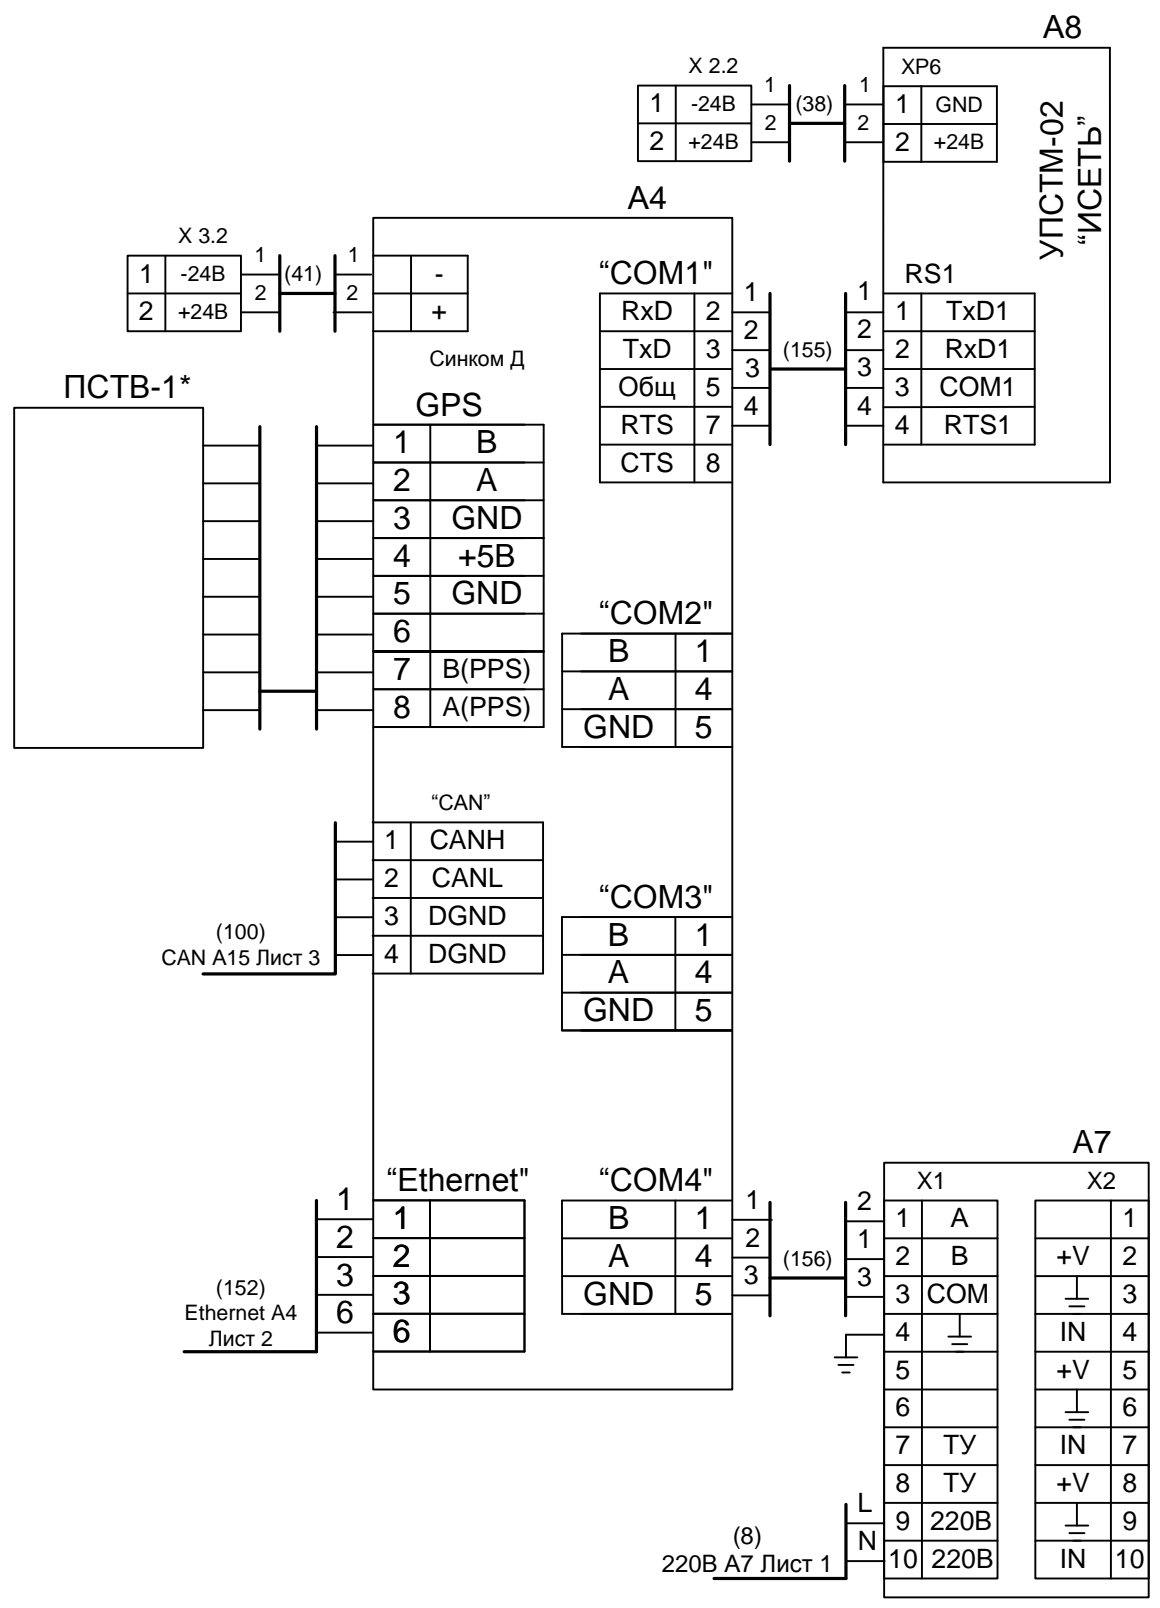 A8
X 2.2
1 -24В
2 +24В
1
2
(38)
1
2
XP6
1 GND
2 +24В
УПСТМ-02
“ИСЕТЬ”
A4
X 3.2
1 -24В
2 +24В
1
2
(41)
1
2
-
+
Синком Д
“COM1"
RxD 2
TxD 3
Общ 5
RTS 7
CTS 8
1
2
3
4
(155)
1
2
3
4
RS1
1 TxD1
2 RxD1
3 COM1
4 RTS1
ПСТВ-1*
GPS
1 B
2 A
3 GND
4 +5В
5 GND
6
7 B(PPS)
8 A(PPS)
“COM2"
B 1
A 4
GND 5
“CAN”
1 CANH
2 CANL
3 DGND
4 DGND
(100)
CAN A15 Лист 3
“COM3"
B 1
A 4
GND 5
“Ethernet"
1
2
3
6
1
2
3
6
(152)
Ethernet A4
Лист 2
“COM4"
B 1
A 4
GND 5
1
2
3
(156)
2
1
3
A7
X1
1 A
2 B
3 COM
4
5
6
7 ТУ
8 ТУ
9 220В
10 220В
X2
1
+V 2
3
IN 4
+V 5
6
IN 7
+V 8
9
IN 10
L
N
(8)
220В A7 Лист 1